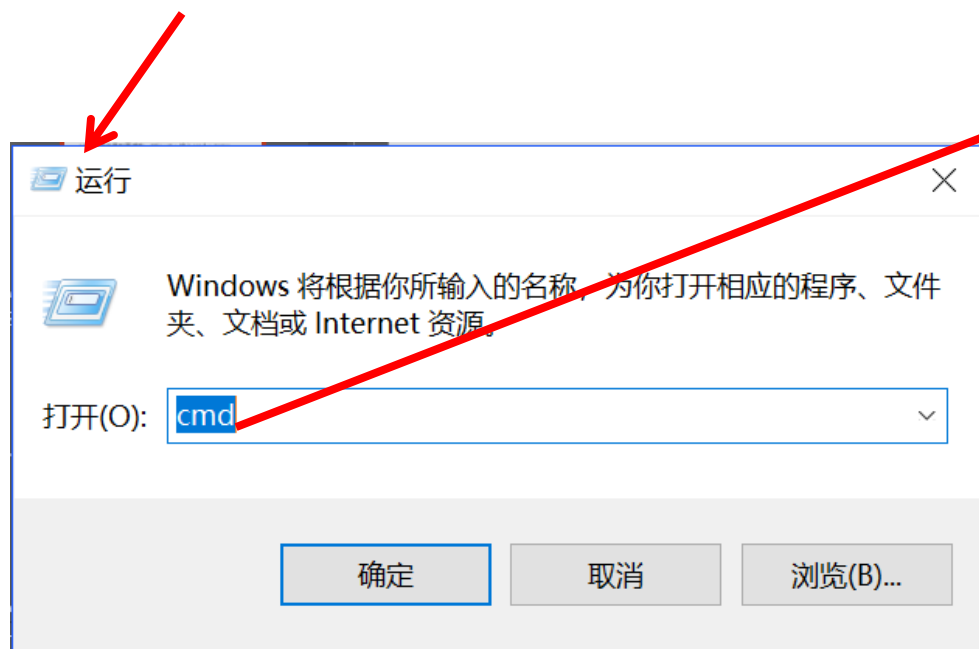 运行
Windows 将根据你所输入的名称，为你打开相应的程序、文件
夹、文档或 Internet 资源。
打开(O): cmd
确定 取消 浏览(B)...